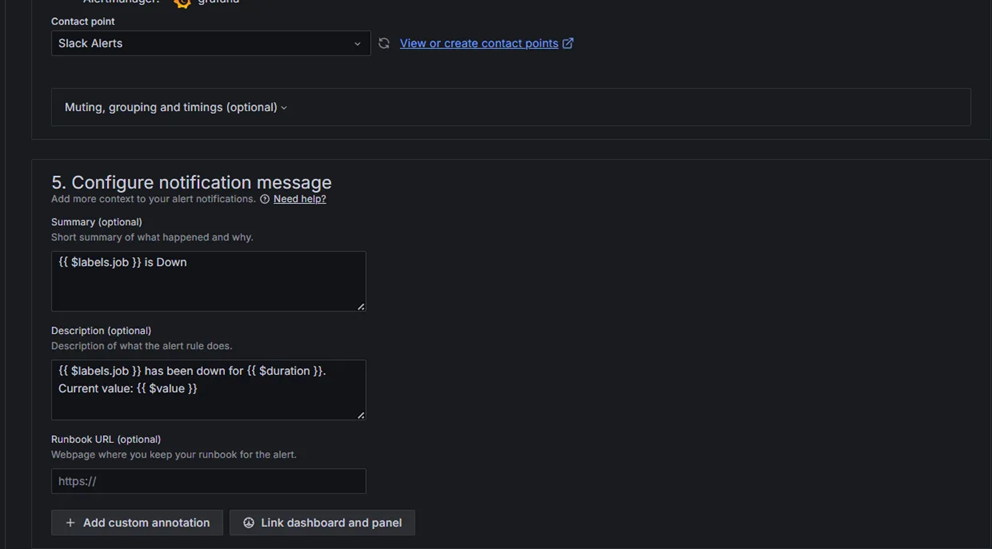 Alertmanager: grafana
Contact point
Slack Alerts
View or create contact points
Muting, grouping and timings (optional)
5. Configure notification message
Add more context to your alert notifications. Need help?
Summary (optional)
Short summary of what happened and why.
{{ $labels.job }} is Down
Description (optional)
Description of what the alert rule does.
{{ $labels.job }} has been down for {{ $duration }}.
Current value: {{ $value }}
Runbook URL (optional)
Webpage where you keep your runbook for the alert.
https://
+ Add custom annotation
Link dashboard and panel